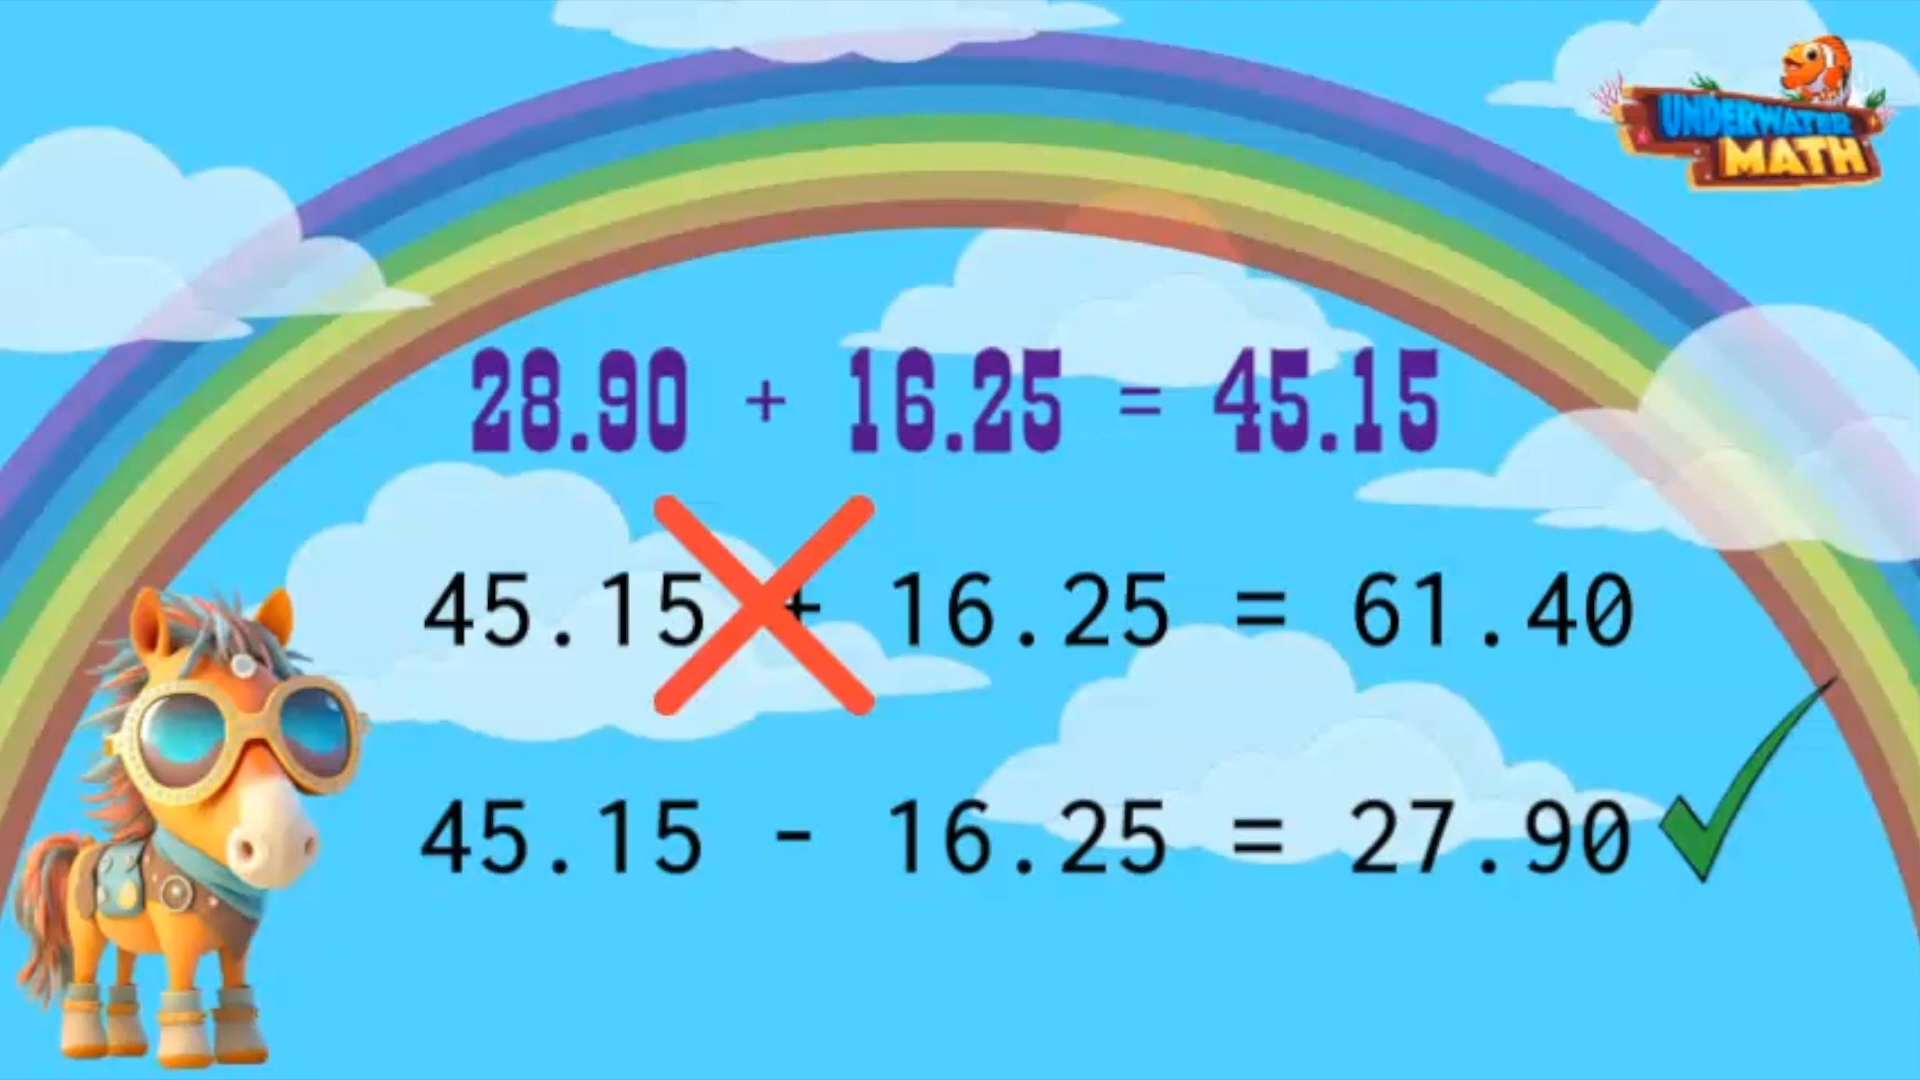 UNDERWATER
MATH
28.90 + 16.25 = 45.15
45.15 + 16.25 = 61.40
45.15 - 16.25 = 27.90